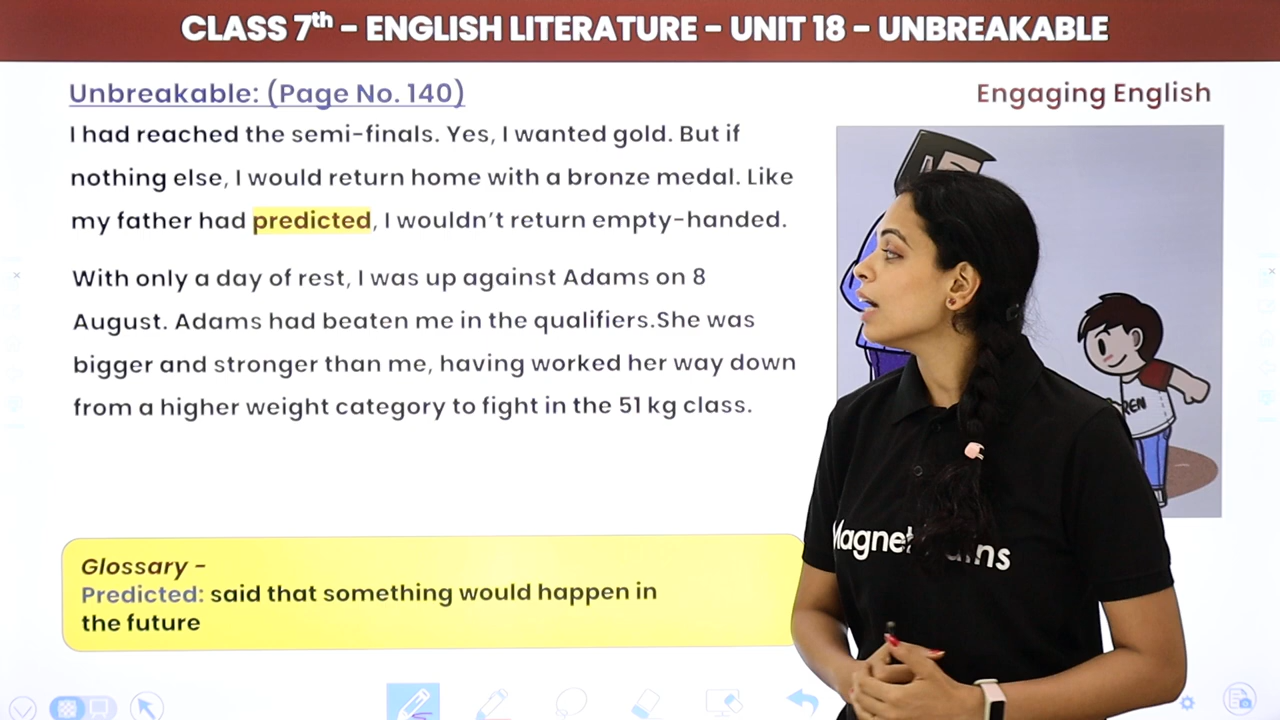 CLASS 7th – ENGLISH LITERATURE – UNIT 18 – UNBREAKABLE
Unbreakable: (Page No. 140)
Engaging English
I had reached the semi-finals. Yes, I wanted gold. But if
nothing else, I would return home with a bronze medal. Like
my father had predicted, I wouldn't return empty-handed.
With only a day of rest, I was up against Adams on 8
August. Adams had beaten me in the qualifiers.She was
bigger and stronger than me, having worked her way down
from a higher weight category to fight in the 51 kg class.
Glossary -
Predicted: said that something would happen in
the future